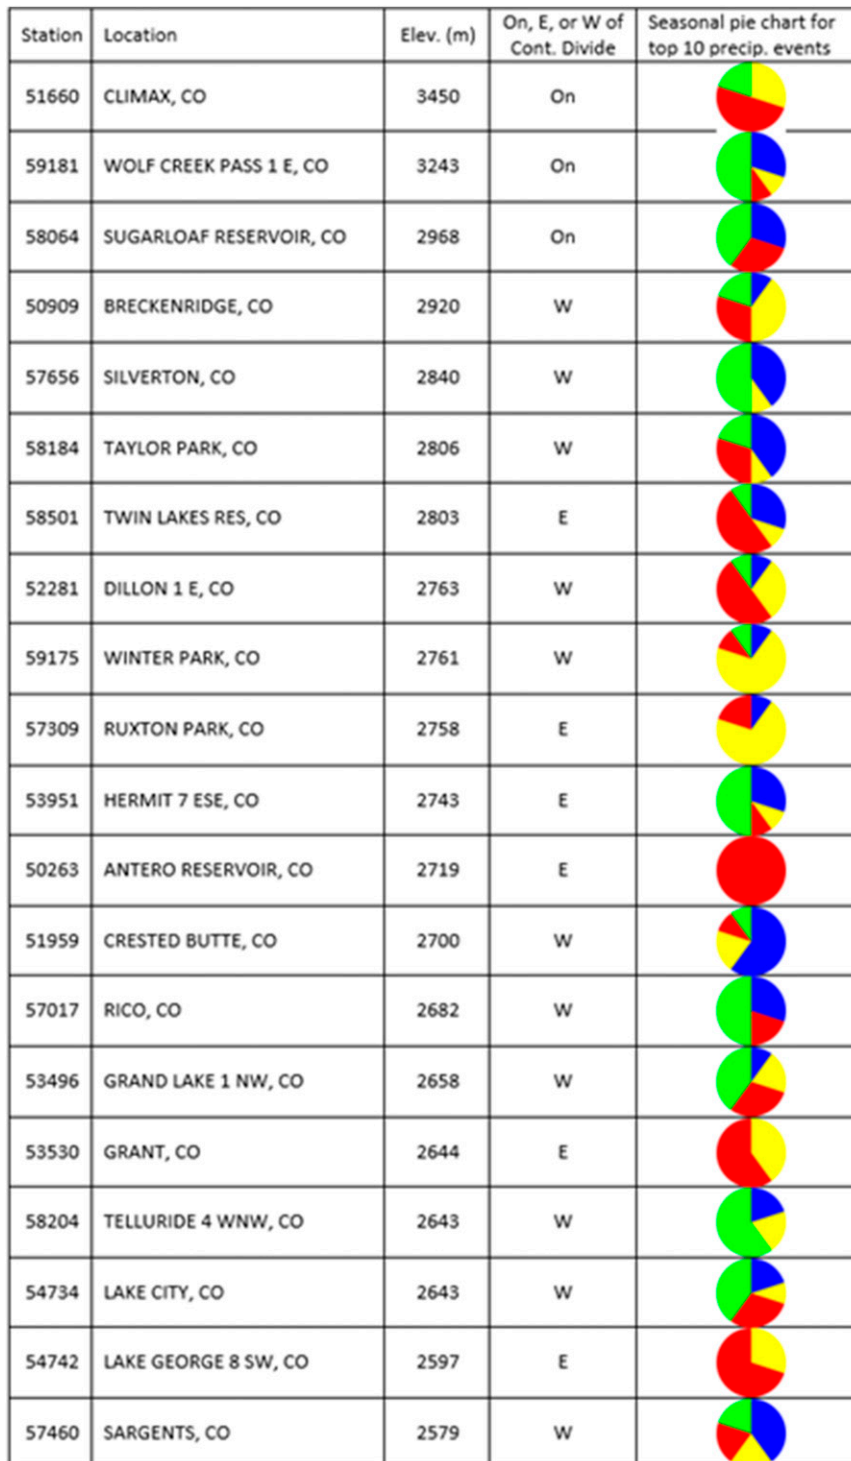 Station Location Elev. (m) On, E, or W of Cont. Divide Seasonal pie chart for top 10 precip. events
51660 CLIMAX, CO 3450 On
59181 WOLF CREEK PASS 1 E, CO 3243 On
58064 SUGARLOAF RESERVOIR, CO 2968 On
50909 BRECKENRIDGE, CO 2920 W
57656 SILVERTON, CO 2840 W
58184 TAYLOR PARK, CO 2806 W
58501 TWIN LAKES RES, CO 2803 E
52281 DILLON 1 E, CO 2763 W
59175 WINTER PARK, CO 2761 W
57309 RUXTON PARK, CO 2758 E
53951 HERMIT 7 ESE, CO 2743 E
50263 ANTERO RESERVOIR, CO 2719 E
51959 CRESTED BUTTE, CO 2700 W
57017 RICO, CO 2682 W
53496 GRAND LAKE 1 NW, CO 2658 W
53530 GRANT, CO 2644 E
58204 TELLURIDE 4 WNW, CO 2643 W
54734 LAKE CITY, CO 2643 W
54742 LAKE GEORGE 8 SW, CO 2597 E
57460 SARGENTS, CO 2579 W